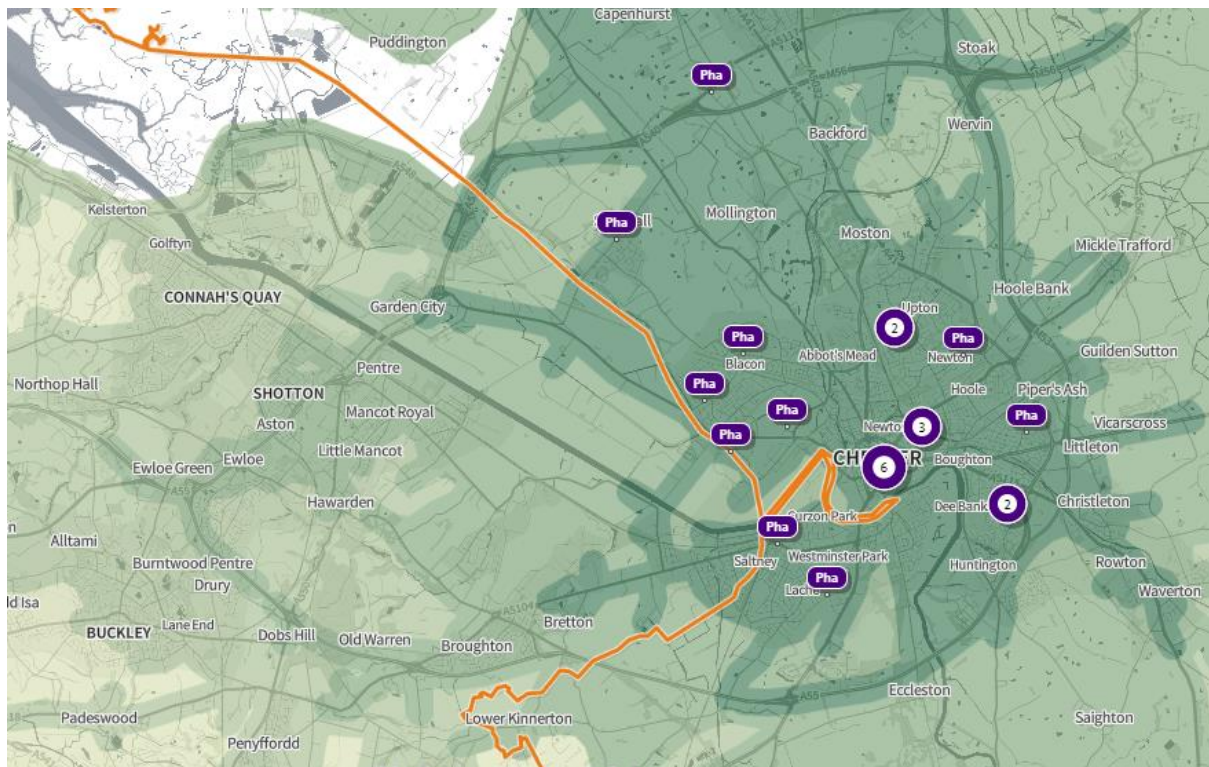 Capenhurst
Puddington
Stoak
Pha
Backford
Wervin
Kelsterton
Mollington
Pha
Moston
Golftyn
Mickle Trafford
CONNAH'S QUAY
Hoole Bank
Garden City
Upton
2
Pha
Pha
Blacon
Abbot's Mead
Newton
Guilden Sutton
Pentre
Northop Hall
Pha
SHOTTON
Hoole
Piper's Ash
Mancot Royal
Pha
Pha
Aston
Pha
3
Vicarscross
Little Mancot
Littleton
Ewloe Green
Ewloe
6
Boughton
A5104
Hawarden
Dee Bank
2
Christleton
Curzon Park
Pha
Alltami
Burntwood Pentre
Saltney
Westminster Park
Huntington
Rowton
Drury
Pha
Waverton
BUCKLEY
Lane End
Bretton
Dobs Hill
Old Warren
Broughton
Eccleston
A55
Padeswood
Lower Kinnerton
Saighton
Penyffordd